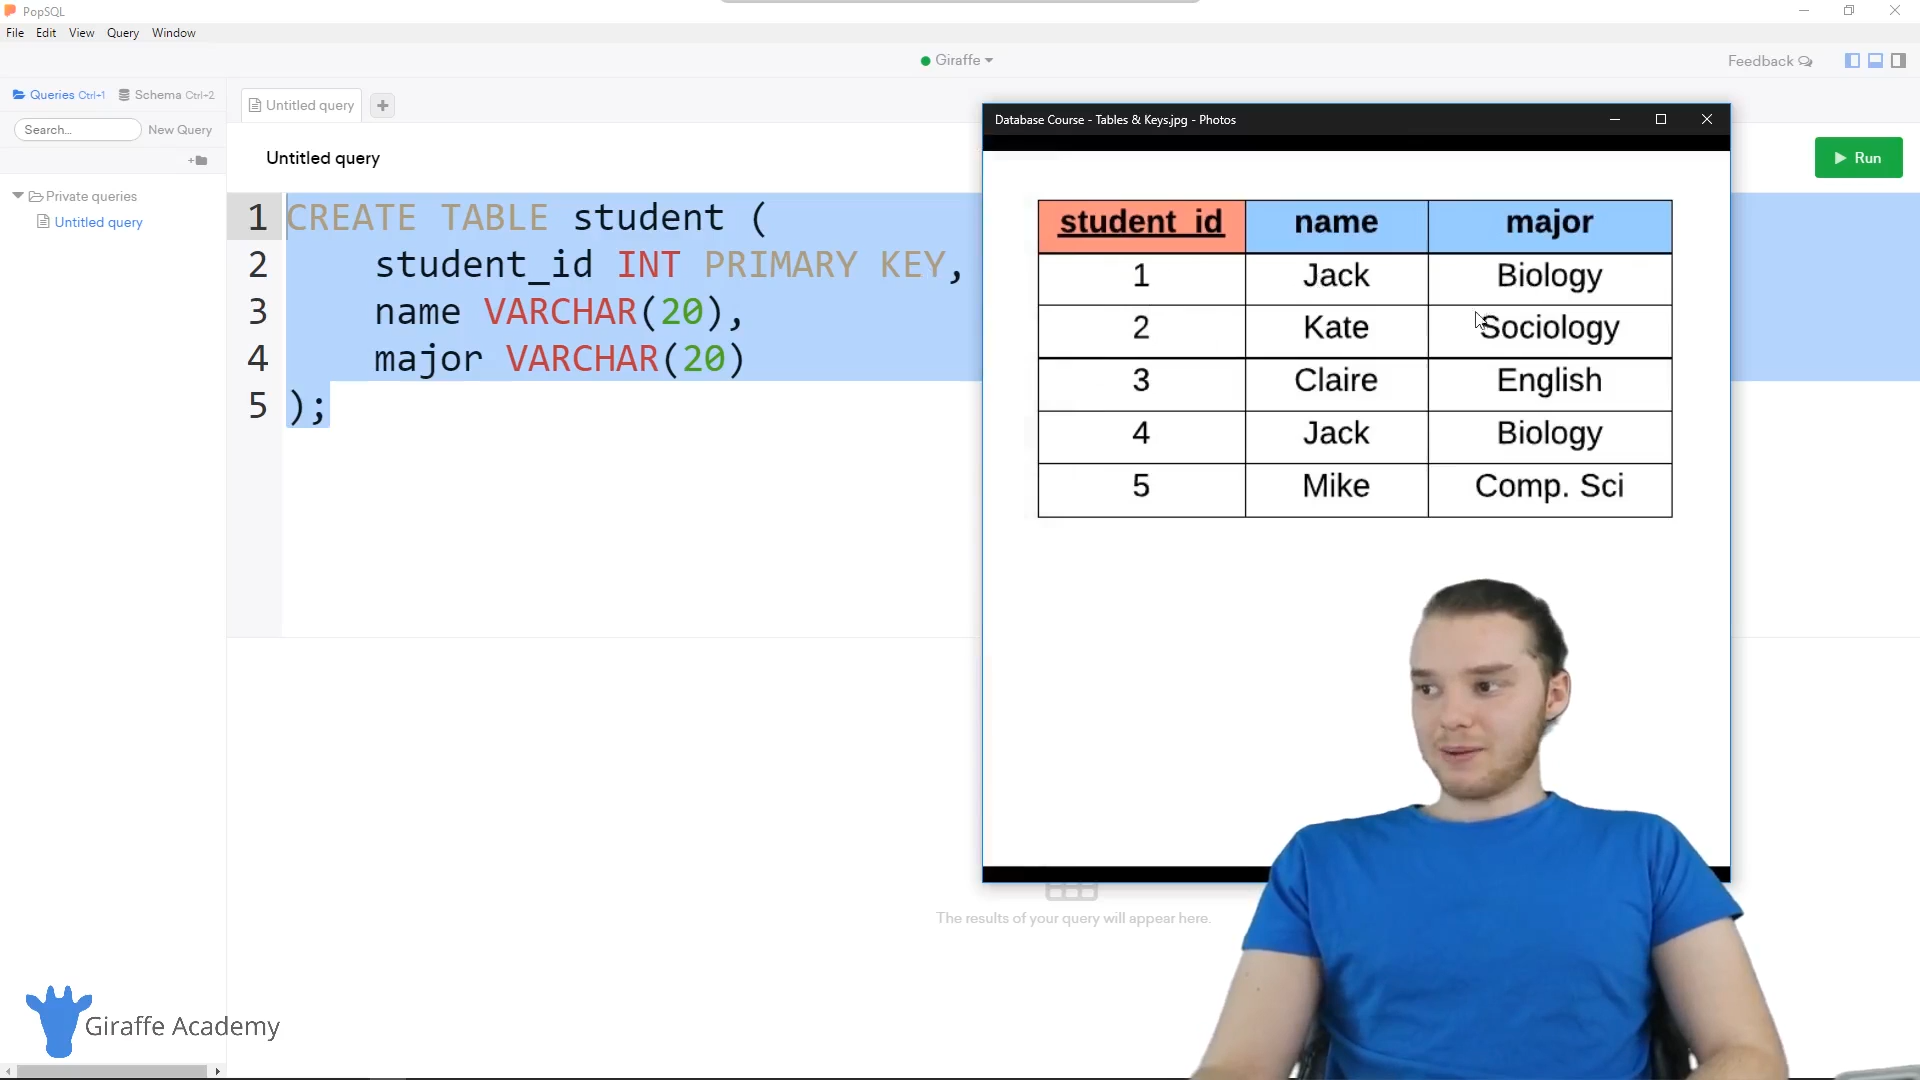 PopSQL
File Edit View Query Window
Giraffe
Feedback
Queries Ctrl+1 Schema Ctrl+2
Untitled query
Search... New Query
Untitled query
Run
Private queries
Untitled query
1 CREATE TABLE student (
2 student_id INT PRIMARY KEY,
3 name VARCHAR(20),
4 major VARCHAR(20)
5 );
Database Course - Tables & Keys.jpg - Photos
student_id name major
1 Jack Biology
2 Kate Sociology
3 Claire English
4 Jack Biology
5 Mike Comp. Sci
The results of your query will appear here.
Giraffe Academy